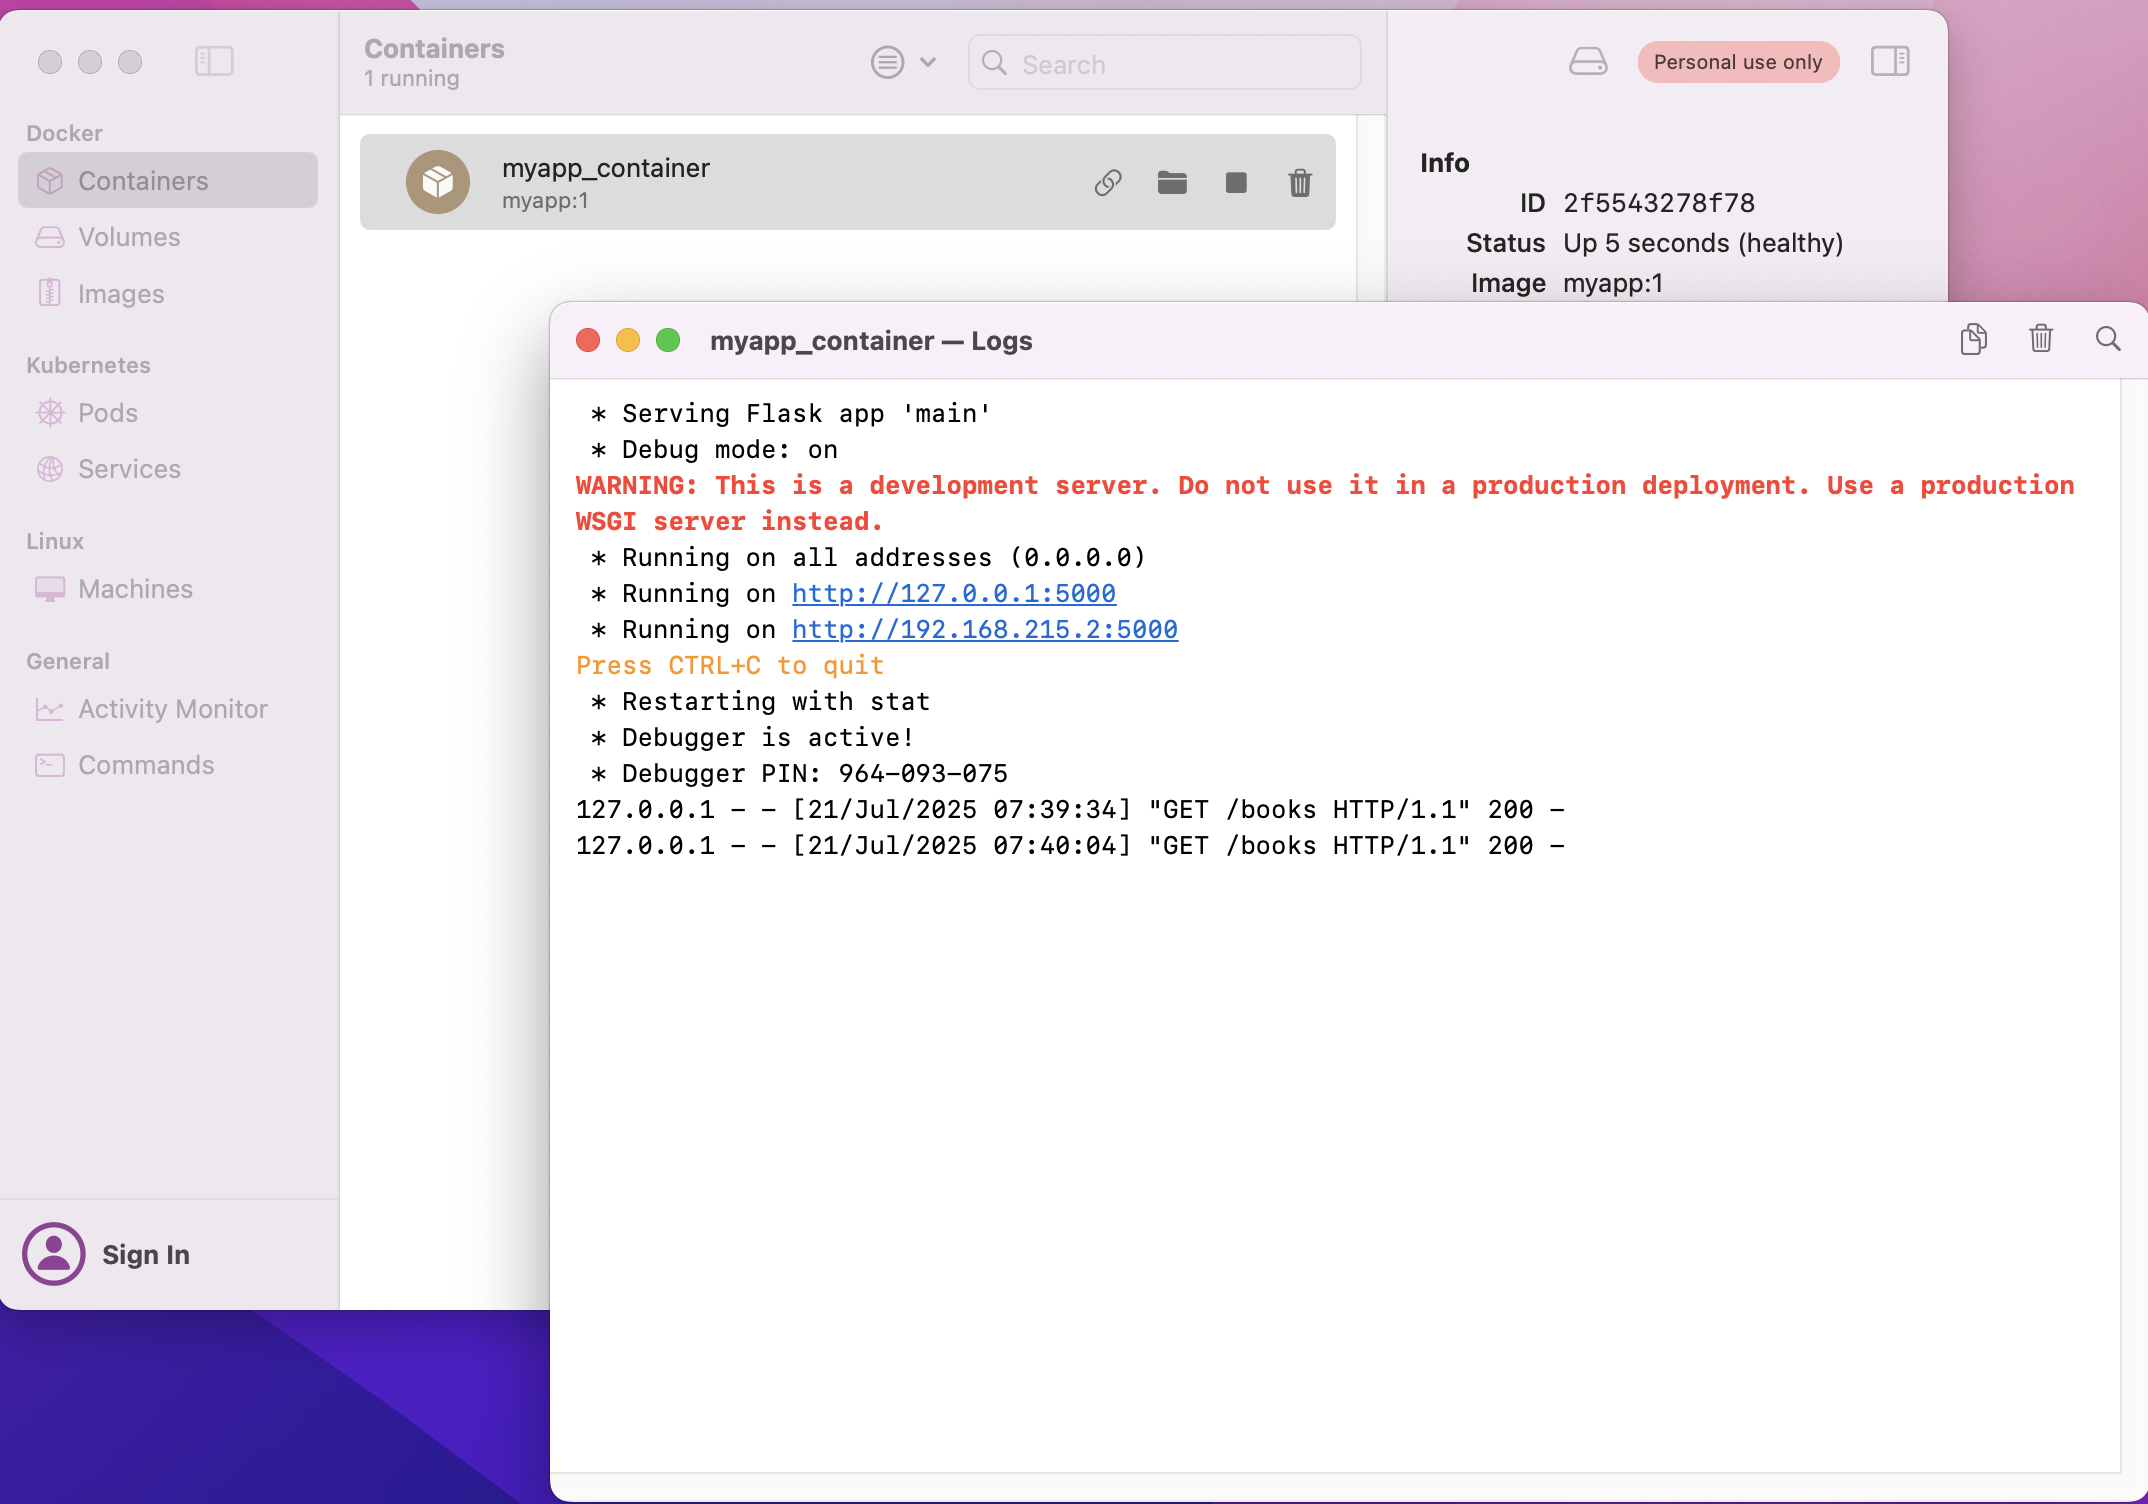 Containers
1 running
Search
Personal use only
Docker
Containers
Volumes
Images
Kubernetes
Pods
Services
Linux
Machines
General
Activity Monitor
Commands
Sign In
myapp_container
myapp:1
Info
ID 2f5543278f78
Status Up 5 seconds (healthy)
Image myapp:1
myapp_container — Logs
* Serving Flask app 'main'
* Debug mode: on
WARNING: This is a development server. Do not use it in a production deployment. Use a production
WSGI server instead.
* Running on all addresses (0.0.0.0)
* Running on http://127.0.0.1:5000
* Running on http://192.168.215.2:5000
Press CTRL+C to quit
* Restarting with stat
* Debugger is active!
* Debugger PIN: 964-093-075
127.0.0.1 - - [21/Jul/2025 07:39:34] "GET /books HTTP/1.1" 200 -
127.0.0.1 - - [21/Jul/2025 07:40:04] "GET /books HTTP/1.1" 200 -